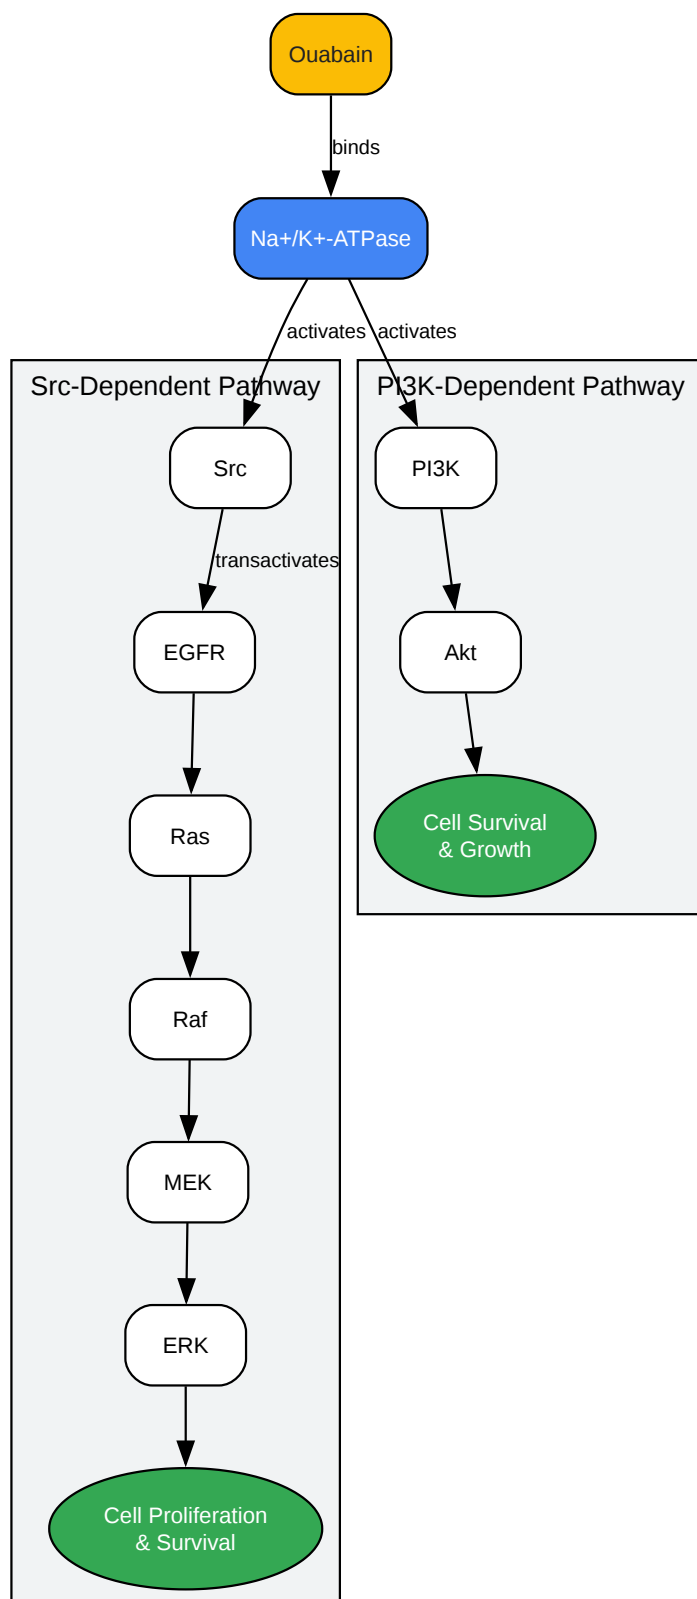 Ouabain
binds
Na+/K+-ATPase
activates
activates
Src-Dependent Pathway
PI3K-Dependent Pathway
Src
PI3K
transactivates
EGFR
Akt
Ras
Cell Survival
& Growth
Raf
MEK
ERK
Cell Proliferation
& Survival